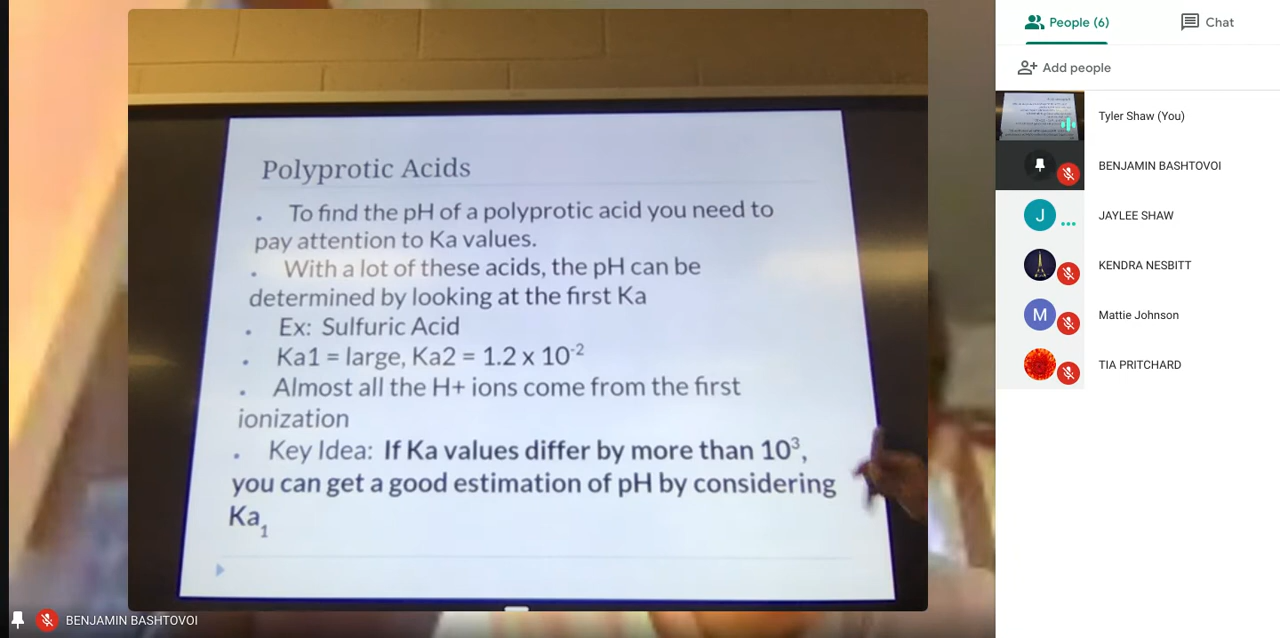 Polyprotic Acids
• To find the pH of a polyprotic acid you need to
pay attention to Ka values.
• With a lot of these acids, the pH can be
determined by looking at the first Ka
• Ex: Sulfuric Acid
• Ka1 = large, Ka2 = 1.2 x 10⁻²
• Almost all the H+ ions come from the first
ionization
• Key Idea: If Ka values differ by more than 10³,
you can get a good estimation of pH by considering
Ka₁
BENJAMIN BASHTOVOI
People (6)
Chat
Add people
Tyler Shaw (You)
BENJAMIN BASHTOVOI
J
JAYLEE SHAW
KENDRA NESBITT
M
Mattie Johnson
TIA PRITCHARD